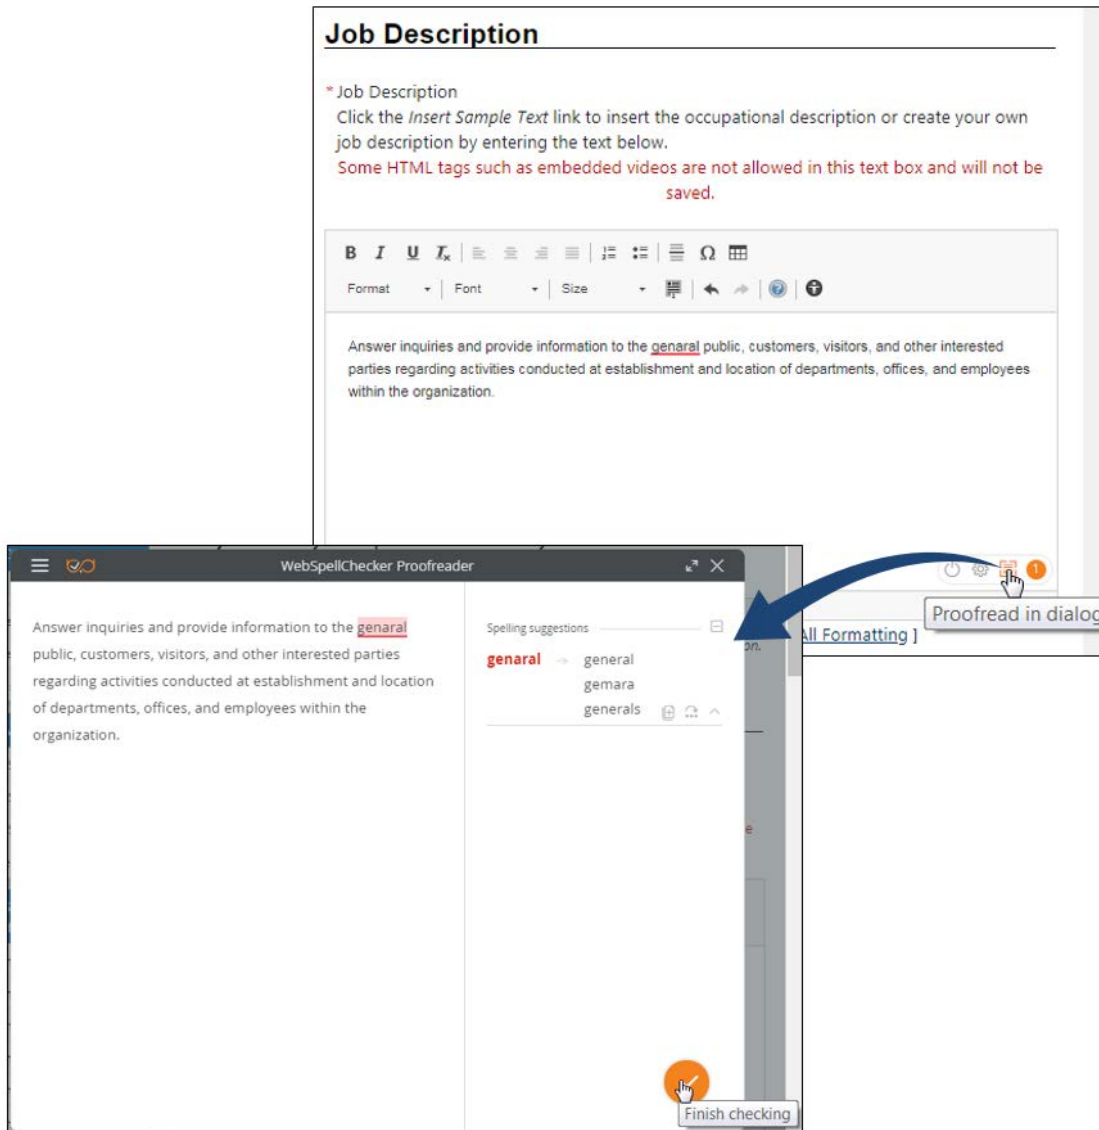 Job Description
* Job Description
Click the Insert Sample Text link to insert the occupational description or create your own
job description by entering the text below.
Some HTML tags such as embedded videos are not allowed in this text box and will not be
saved.
B I U Ix Ω
Format Font Size
Answer inquiries and provide information to the genaral public, customers, visitors, and other interested
parties regarding activities conducted at establishment and location of departments, offices, and employees
within the organization.
1
Proofread in dialog
All Formatting ]
WebSpellChecker Proofreader
Answer inquiries and provide information to the genaral
public, customers, visitors, and other interested parties
regarding activities conducted at establishment and location
of departments, offices, and employees within the
organization.
Spelling suggestions
genaral → general
gemara
generals
on.
e
Finish checking